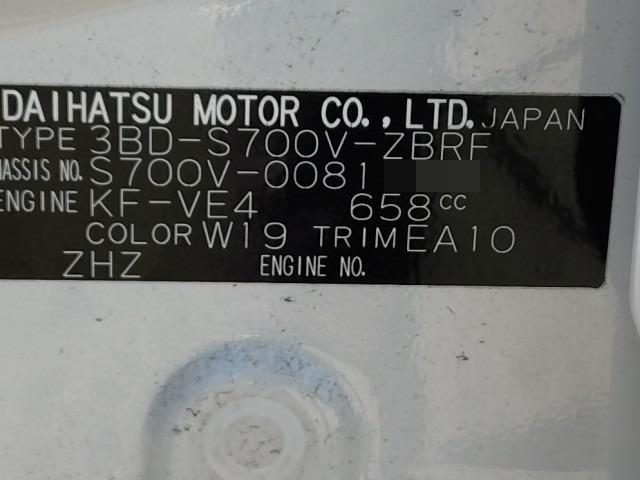 DAIHATSU MOTOR CO., LTD. JAPAN
TYPE 3BD-S700V-ZBRF
HASSIS NO. S700V-0081
ENGINE KF-VE4 658cc
COLOR W19 TRIM EA10
ZHZ ENGINE NO.